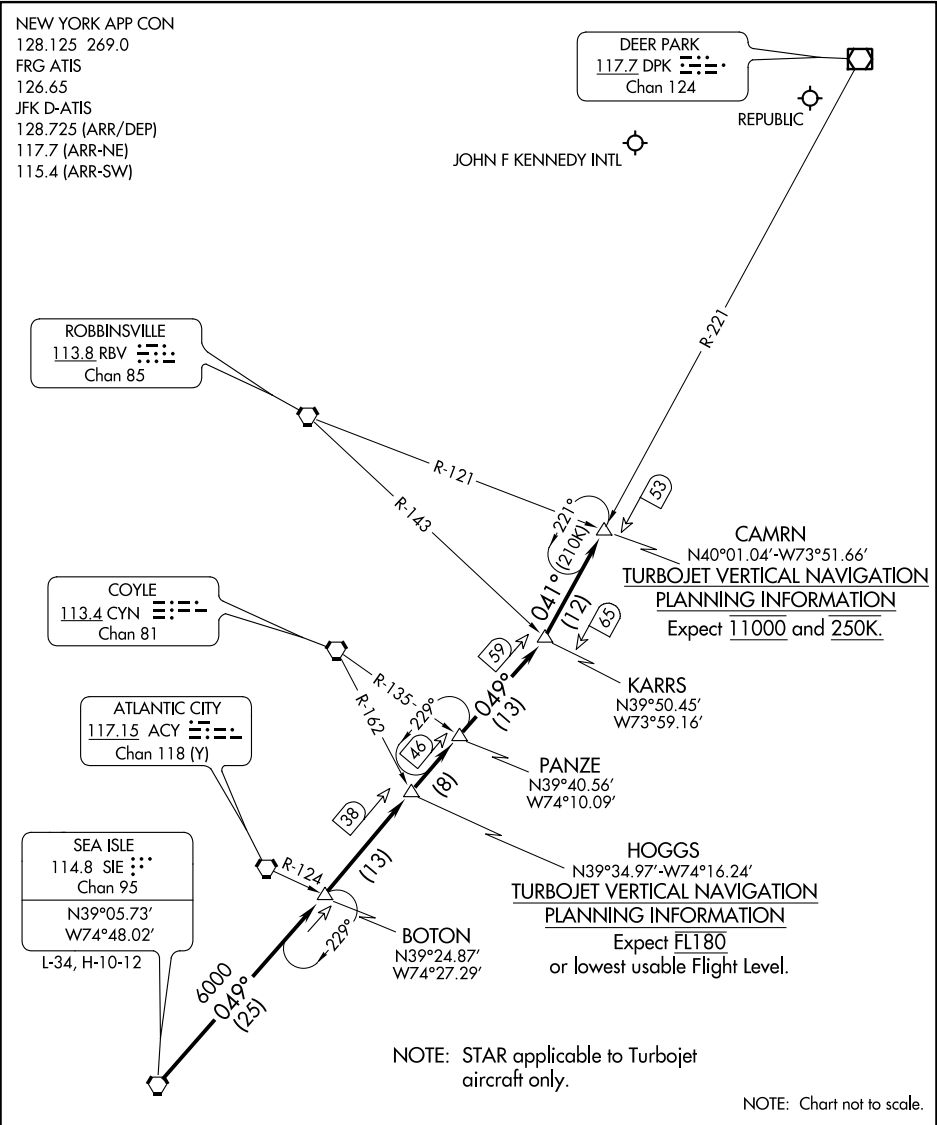 NEW YORK APP CON
128.125 269.0
FRG ATIS
126.65
JFK D-ATIS
128.725 (ARR/DEP)
117.7 (ARR-NE)
115.4 (ARR-SW)
DEER PARK
117.7 DPK
Chan 124
REPUBLIC
JOHN F KENNEDY INTL
R-221
ROBBINSVILLE
113.8 RBV
Chan 85
R-121
R-143
53
221°
(210K)
041°
(12)
CAMRN
N40°01.04'-W73°51.66'
TURBOJET VERTICAL NAVIGATION
PLANNING INFORMATION
Expect 11000 and 250K.
COYLE
113.4 CYN
Chan 81
R-135
R-162
59
65
KARRS
N39°50.45'
W73°59.16'
049°
(13)
229°
46
ATLANTIC CITY
117.15 ACY
Chan 118 (Y)
PANZE
N39°40.56'
W74°10.09'
(8)
38
(13)
HOGGS
N39°34.97'-W74°16.24'
TURBOJET VERTICAL NAVIGATION
PLANNING INFORMATION
Expect FL180
or lowest usable Flight Level.
SEA ISLE
114.8 SIE
Chan 95
N39°05.73'
W74°48.02'
L-34, H-10-12
R-124
229°
BOTON
N39°24.87'
W74°27.29'
6000
049°
(25)
NOTE: STAR applicable to Turbojet
aircraft only.
NOTE: Chart not to scale.